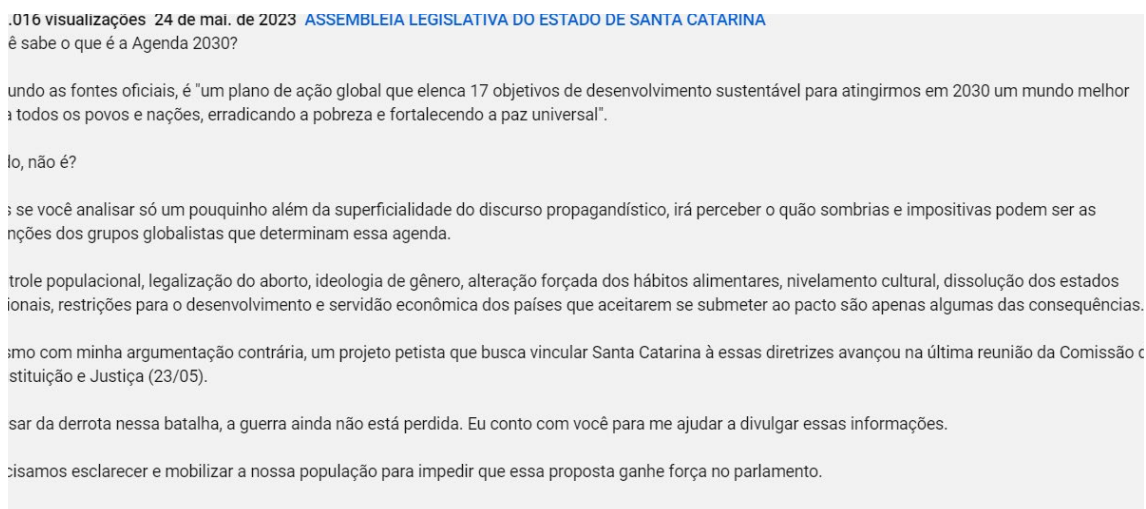 .016 visualizações 24 de mai. de 2023 ASSEMBLEIA LEGISLATIVA DO ESTADO DE SANTA CATARINA
ê sabe o que é a Agenda 2030?
undo as fontes oficiais, é "um plano de ação global que elenca 17 objetivos de desenvolvimento sustentável para atingirmos em 2030 um mundo melhor
a todos os povos e nações, erradicando a pobreza e fortalecendo a paz universal".
do, não é?
s se você analisar só um pouquinho além da superficialidade do discurso propagandístico, irá perceber o quão sombrias e impositivas podem ser as
nções dos grupos globalistas que determinam essa agenda.
trole populacional, legalização do aborto, ideologia de gênero, alteração forçada dos hábitos alimentares, nivelamento cultural, dissolução dos estados
ionais, restrições para o desenvolvimento e servidão econômica dos países que aceitarem se submeter ao pacto são apenas algumas das consequências.
smo com minha argumentação contrária, um projeto petista que busca vincular Santa Catarina à essas diretrizes avançou na última reunião da Comissão d
stituição e Justiça (23/05).
sar da derrota nessa batalha, a guerra ainda não está perdida. Eu conto com você para me ajudar a divulgar essas informações.
cisamos esclarecer e mobilizar a nossa população para impedir que essa proposta ganhe força no parlamento.